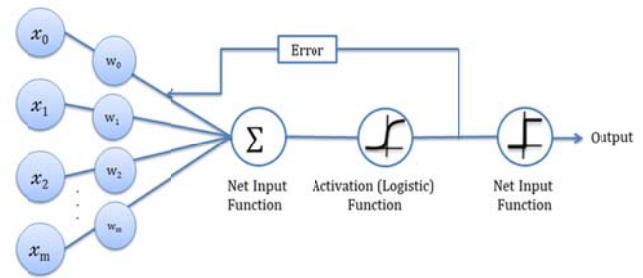 x₀
w₀
Error
x₁
w₁
Σ
Output
x₂
w₂
Net Input
Function
Activation (Logistic)
Function
Net Input
Function
wₘ
xₘ